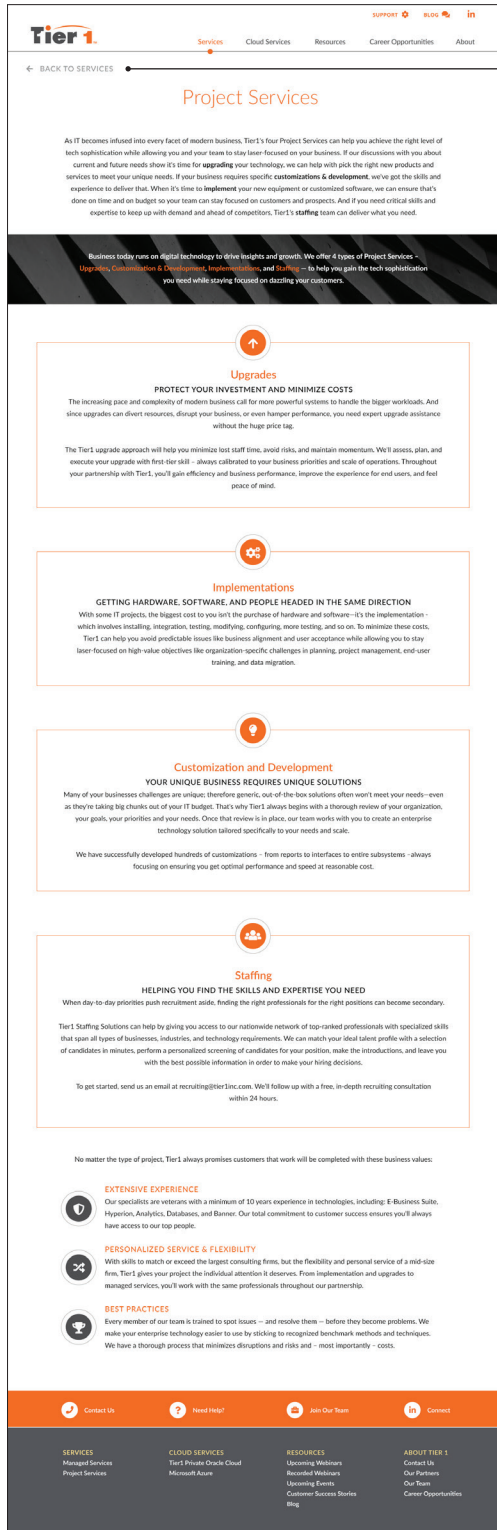 SUPPORT
BLOG
in
Tier 1
Services
Cloud Services
Resources
Career Opportunities
About
← BACK TO SERVICES
Project Services
As IT becomes infused into every facet of modern business, Tier1's four Project Services can help you achieve the right level of
tech sophistication while allowing you and your team to stay laser-focused on your business. If our discussions with you about
current and future needs show it's time for upgrading your technology, we can help with pick the right new products and
services to meet your unique needs. If your business requires specific customizations & development, we've got the skills and
experience to deliver that. When it's time to implement your new equipment or customized software, we can ensure that's
done on time and on budget so your team can stay focused on customers and prospects. And if you need critical skills and
expertise to keep up with demand and ahead of competitors, Tier1's staffing team can deliver what you need.
Business today runs on digital technology to drive insights and growth. We offer 4 types of Project Services –
Upgrades, Customization & Development, Implementations, and Staffing — to help you gain the tech sophistication
you need while staying focused on dazzling your customers.
Upgrades
PROTECT YOUR INVESTMENT AND MINIMIZE COSTS
The increasing pace and complexity of modern business call for more powerful systems to handle the bigger workloads. And
since upgrades can divert resources, disrupt your business, or even hamper performance, you need expert upgrade assistance
without the huge price tag.
The Tier1 upgrade approach will help you minimize lost staff time, avoid risks, and maintain momentum. We'll assess, plan, and
execute your upgrade with first-tier skill – always calibrated to your business priorities and scale of operations. Throughout
your partnership with Tier1, you'll gain efficiency and business performance, improve the experience for end users, and feel
peace of mind.
Implementations
GETTING HARDWARE, SOFTWARE, AND PEOPLE HEADED IN THE SAME DIRECTION
With some IT projects, the biggest cost to you isn't the purchase of hardware and software—it's the implementation -
which involves installing, integration, testing, modifying, configuring, more testing, and so on. To minimize these costs,
Tier1 can help you avoid predictable issues like business alignment and user acceptance while allowing you to stay
laser-focused on high-value objectives like organization-specific challenges in planning, project management, end-user
training, and data migration.
Customization and Development
YOUR UNIQUE BUSINESS REQUIRES UNIQUE SOLUTIONS
Many of your businesses challenges are unique; therefore generic, out-of-the-box solutions often won't meet your needs—even
as they're taking big chunks out of your IT budget. That's why Tier1 always begins with a thorough review of your organization,
your goals, your priorities and your needs. Once that review is in place, our team works with you to create an enterprise
technology solution tailored specifically to your needs and scale.
We have successfully developed hundreds of customizations – from reports to interfaces to entire subsystems –always
focusing on ensuring you get optimal performance and speed at reasonable cost.
Staffing
HELPING YOU FIND THE SKILLS AND EXPERTISE YOU NEED
When day-to-day priorities push recruitment aside, finding the right professionals for the right positions can become secondary.
Tier1 Staffing Solutions can help by giving you access to our nationwide network of top-ranked professionals with specialized skills
that span all types of businesses, industries, and technology requirements. We can match your ideal talent profile with a selection
of candidates in minutes, perform a personalized screening of candidates for your position, make the introductions, and leave you
with the best possible information in order to make your hiring decisions.
To get started, send us an email at recruiting@tier1inc.com. We'll follow up with a free, in-depth recruiting consultation
within 24 hours.
No matter the type of project, Tier1 always promises customers that work will be completed with these business values:
EXTENSIVE EXPERIENCE
Our specialists are veterans with a minimum of 10 years experience in technologies, including: E-Business Suite,
Hyperion, Analytics, Databases, and Banner. Our total commitment to customer success ensures you'll always
have access to our top people.
PERSONALIZED SERVICE & FLEXIBILITY
With skills to match or exceed the largest consulting firms, but the flexibility and personal service of a mid-size
firm, Tier1 gives your project the individual attention it deserves. From implementation and upgrades to
managed services, you'll work with the same professionals throughout our partnership.
BEST PRACTICES
Every member of our team is trained to spot issues — and resolve them — before they become problems. We
make your enterprise technology easier to use by sticking to recognized benchmark methods and techniques.
We have a thorough process that minimizes disruptions and risks and – most importantly – costs.
Contact Us
? Need Help?
Join Our Team
in Connect
SERVICES
Managed Services
Project Services
CLOUD SERVICES
Tier1 Private Oracle Cloud
Microsoft Azure
RESOURCES
Upcoming Webinars
Recorded Webinars
Upcoming Events
Customer Success Stories
Blog
ABOUT TIER 1
Contact Us
Our Partners
Our Team
Career Opportunities